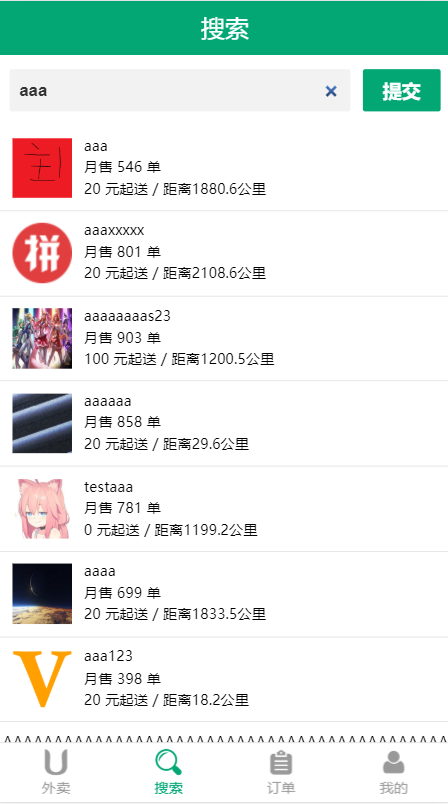 搜索
aaa
提交
aaa
月售 546 单
20 元起送 / 距离1880.6公里
拼
aaaxxxxx
月售 801 单
20 元起送 / 距离2108.6公里
aaaaaaaas23
月售 903 单
100 元起送 / 距离1200.5公里
aaaaaa
月售 858 单
20 元起送 / 距离29.6公里
testaaa
月售 781 单
0 元起送 / 距离1199.2公里
aaaa
月售 699 单
20 元起送 / 距离1833.5公里
V
aaa123
月售 398 单
20 元起送 / 距离18.2公里
外卖
搜索
订单
我的